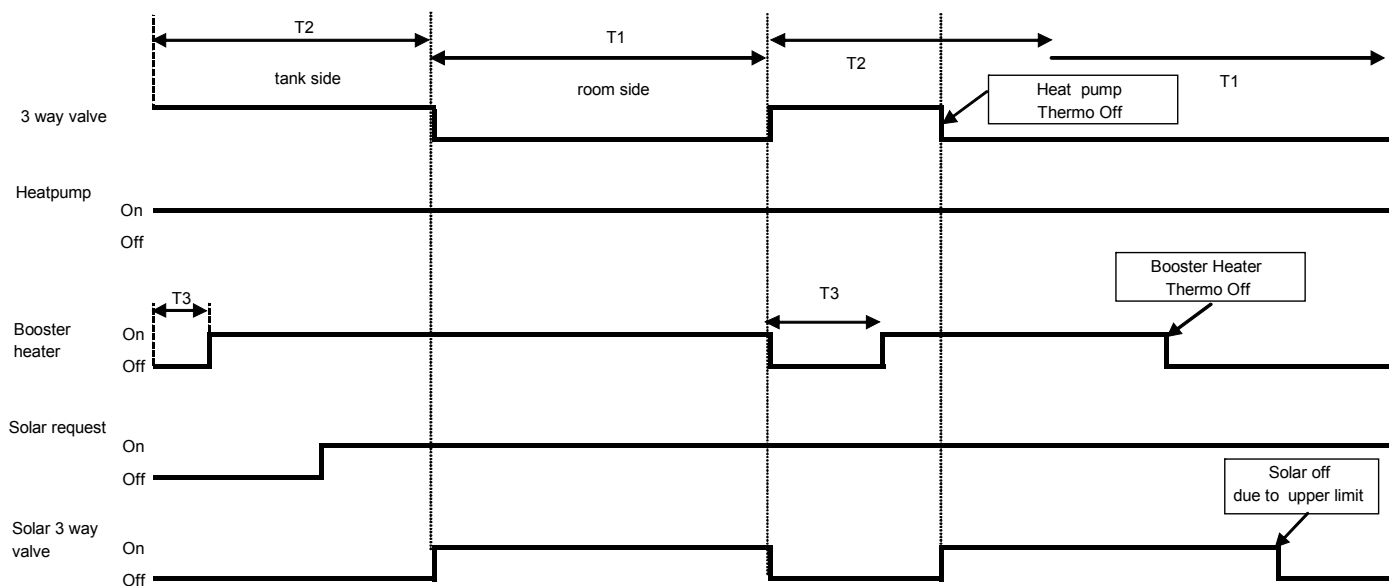 T2
T1
T2
T1
tank side
room side
Heat pump
Thermo Off
3 way valve
Heatpump
On
Off
T3
T3
Booster Heater
Thermo Off
Booster
heater
On
Off
Solar request
On
Off
Solar off
due to upper limit
Solar 3 way
valve
On
Off